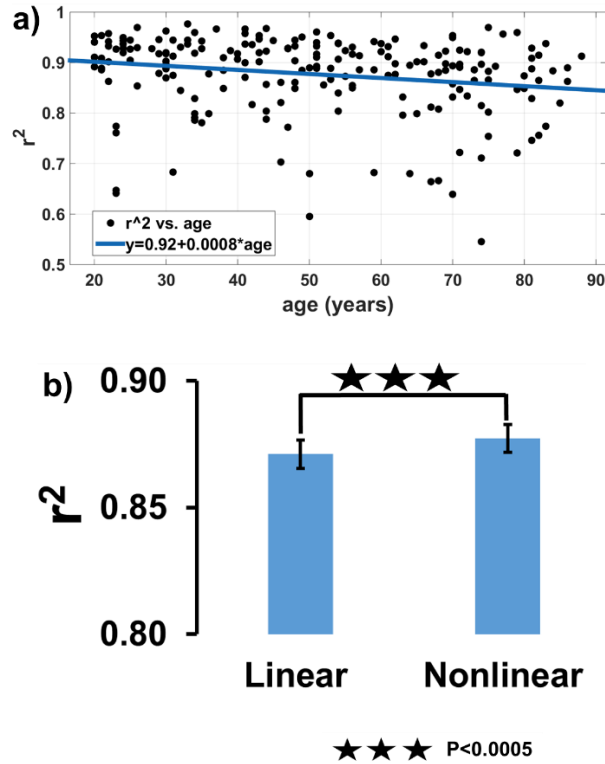 a)
1
0.9
0.8
0.7
0.6
0.5
r²
r^2 vs. age
y=0.92+0.0008*age
20 30 40 50 60 70 80 90
age (years)
b)
0.90
0.85
0.80
r²
Linear Nonlinear
★★★ P<0.0005